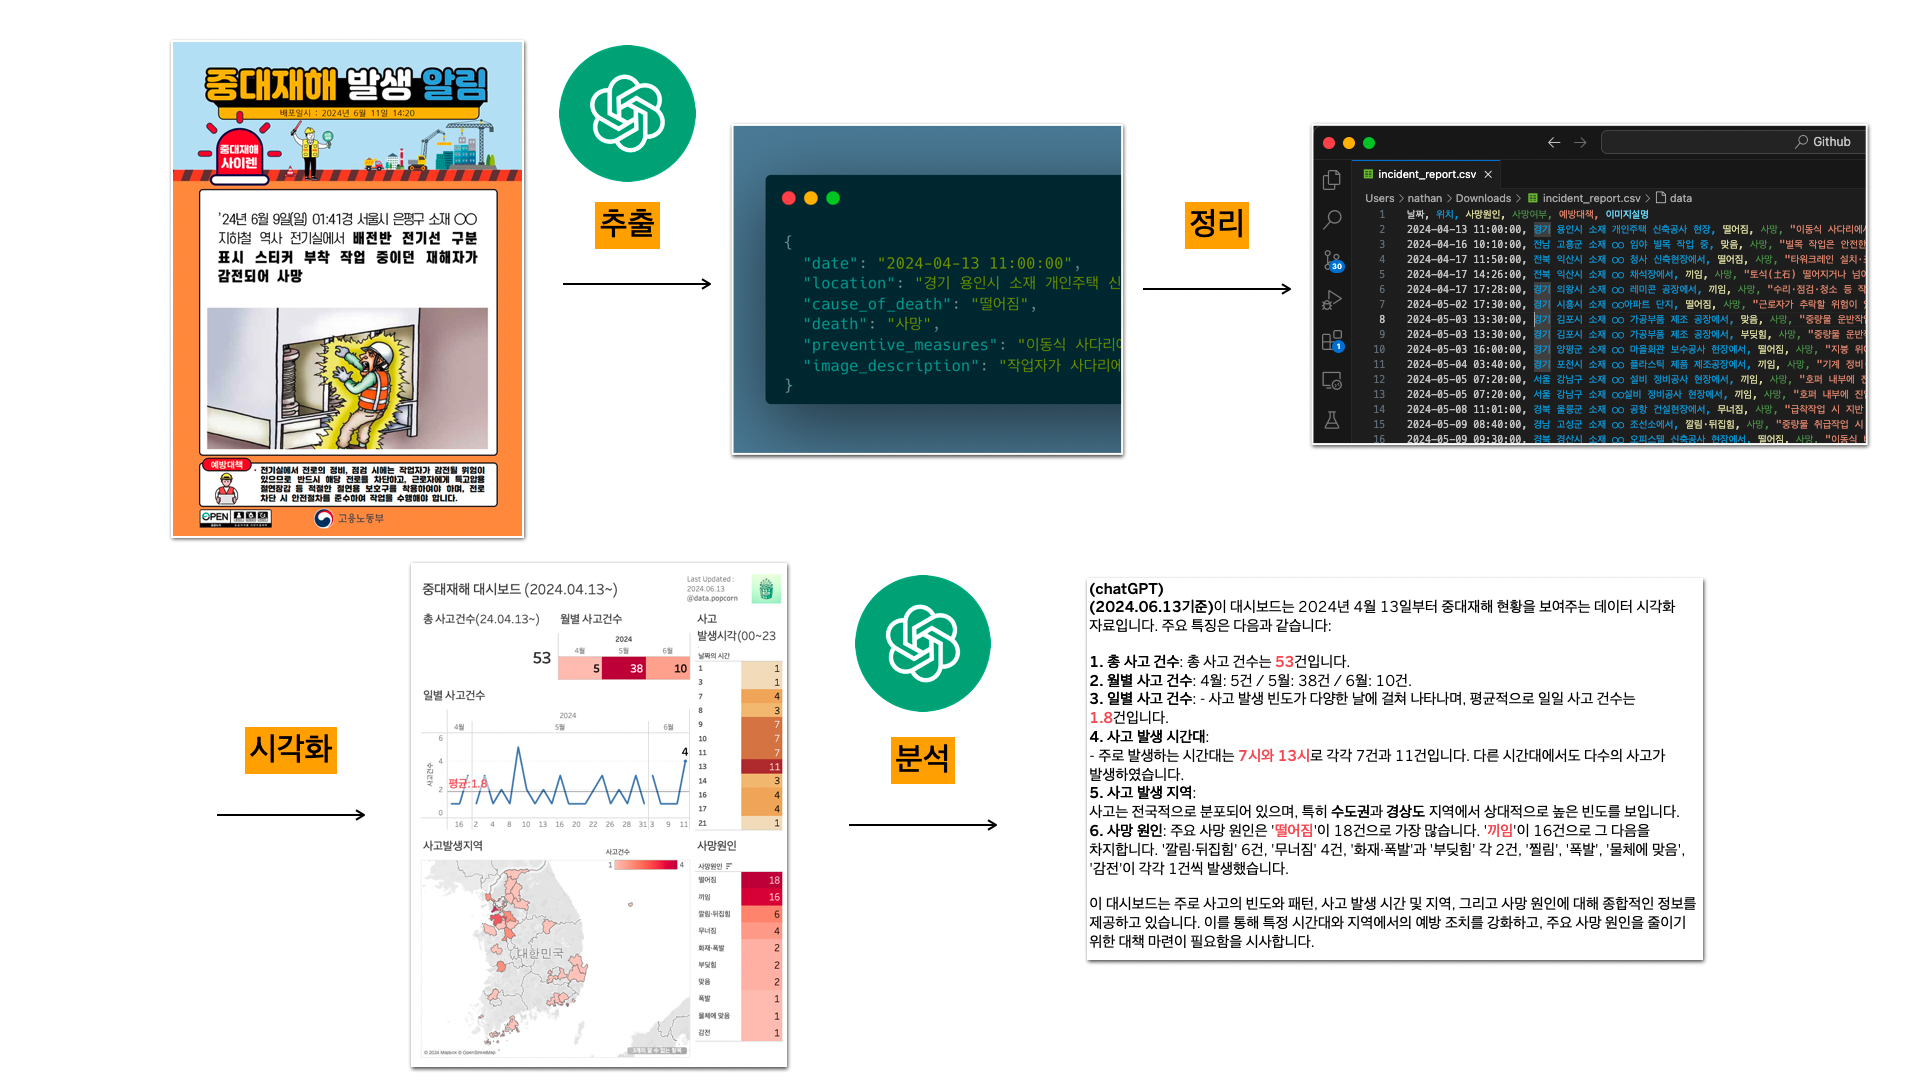 중대재해 발생 알림
배포일시 : 2024년 6월 11일 14:20
중대재해
사이렌
'24년 6월 9일(일) 01:41경 서울시 은평구 소재 ○○
지하철 역사 전기실에서 배전반 전기선 구분
표시 스티커 부착 작업 중이던 재해자가
감전되어 사망
예방대책
· 전기실에서 전로의 정비, 점검 시에는 작업자가 감전될 위험이
있으므로 반드시 해당 전로를 차단하고, 근로자에게 특고압용
절연장갑 등 적절한 절연용 보호구를 착용하여야 하며, 전로
차단 시 안전절차를 준수하여 작업을 수행해야 합니다.
OPEN
고용노동부
추출
{
"date": "2024-04-13 11:00:00",
"location": "경기 용인시 소재 개인주택 신
"cause_of_death": "떨어짐",
"death": "사망",
"preventive_measures": "이동식 사다리에
"image_description": "작업자가 사다리에
}
정리
Github
incident_report.csv ×
Users > nathan > Downloads > incident_report.csv > data
1 날짜, 위치, 사망원인, 사망여부, 예방대책, 이미지설명
2 2024-04-13 11:00:00, 경기 용인시 소재 개인주택 신축공사 현장, 떨어짐, 사망, "이동식 사다리에서
3 2024-04-16 10:10:00, 전남 고흥군 소재 ○○ 임야 벌목 작업 중, 맞음, 사망, "벌목 작업은 안전한
4 2024-04-17 11:50:00, 전북 익산시 소재 ○○ 청사 신축현장에서, 떨어짐, 사망, "타워크레인 설치·
5 2024-04-17 14:26:00, 전북 익산시 소재 ○○ 채석장에서, 끼임, 사망, "토석(土石) 떨어지거나 넘어
6 2024-04-17 17:28:00, 경기 의왕시 소재 ○○ 레미콘 공장에서, 끼임, 사망, "수리·점검·청소 등 작
7 2024-05-02 17:30:00, 경기 시흥시 소재 ○○아파트 단지, 떨어짐, 사망, "근로자가 추락할 위험이 있
8 2024-05-03 13:30:00, 경기 김포시 소재 ○○ 가공부품 제조 공장에서, 맞음, 사망, "중량물 운반작업
9 2024-05-03 13:30:00, 경기 김포시 소재 ○○ 가공부품 제조 공장에서, 부딪힘, 사망, "중량물 운반
10 2024-05-03 16:00:00, 경기 양평군 소재 ○○ 마을회관 보수공사 현장에서, 떨어짐, 사망, "지붕 위에
11 2024-05-04 03:40:00, 경기 포천시 소재 ○○ 플라스틱 제품 제조공장에서, 끼임, 사망, "기계 정비
12 2024-05-05 07:20:00, 서울 강남구 소재 ○○ 설비 정비공사 현장에서, 끼임, 사망, "호퍼 내부에 진
13 2024-05-05 07:20:00, 서울 강남구 소재 ○○설비 정비공사 현장에서, 끼임, 사망, "호퍼 내부에 진입
14 2024-05-08 11:01:00, 경북 울릉군 소재 ○○ 공항 건설현장에서, 무너짐, 사망, "급착작업 시 지반
15 2024-05-09 08:40:00, 경남 고성군 소재 ○○ 조선소에서, 깔림·뒤집힘, 사망, "중량물 취급작업 시
16 2024-05-09 09:30:00, 경북 경산시 소재 ○○ 오피스텔 신축공사 현장에서, 떨어짐, 사망, "이동식
30
1
시각화
중대재해 대시보드 (2024.04.13~)
Last Updated :
2024.06.13
@data.popcorn
총 사고건수(24.04.13~)
53
월별 사고건수
2024
4월 5월 6월
5 38 10
사고
발생시각(00~23
날짜의 시간
1 1
3 1
7 4
8 3
9 7
10 7
11 7
13 11
14 3
16 4
17 4
21 1
일별 사고건수
2024
4월 5월 6월
사고건수
6
4
2
0
평균:1.8
4
16 2 4 8 10 13 16 20 22 26 28 31 3 9 11
사고발생지역
사고건수
1 4
대한민국
© 2024 Mapbox © OpenStreetMap
사망원인
사망원인
떨어짐 18
끼임 16
깔림·뒤집힘 6
무너짐 4
화재·폭발 2
부딪힘 2
맞음 2
폭발 1
물체에 맞음 1
감전 1
분석
(chatGPT)
(2024.06.13기준)이 대시보드는 2024년 4월 13일부터 중대재해 현황을 보여주는 데이터 시각화
자료입니다. 주요 특징은 다음과 같습니다:
1. 총 사고 건수: 총 사고 건수는 53건입니다.
2. 월별 사고 건수: 4월: 5건 / 5월: 38건 / 6월: 10건.
3. 일별 사고 건수: - 사고 발생 빈도가 다양한 날에 걸쳐 나타나며, 평균적으로 일일 사고 건수는
1.8건입니다.
4. 사고 발생 시간대:
- 주로 발생하는 시간대는 7시와 13시로 각각 7건과 11건입니다. 다른 시간대에서도 다수의 사고가
발생하였습니다.
5. 사고 발생 지역:
사고는 전국적으로 분포되어 있으며, 특히 수도권과 경상도 지역에서 상대적으로 높은 빈도를 보입니다.
6. 사망 원인: 주요 사망 원인은 '떨어짐'이 18건으로 가장 많습니다. '끼임'이 16건으로 그 다음을
차지합니다. '깔림·뒤집힘' 6건, '무너짐' 4건, '화재·폭발'과 '부딪힘' 각 2건, '찔림', '폭발', '물체에 맞음',
'감전'이 각각 1건씩 발생했습니다.
이 대시보드는 주로 사고의 빈도와 패턴, 사고 발생 시간 및 지역, 그리고 사망 원인에 대해 종합적인 정보를
제공하고 있습니다. 이를 통해 특정 시간대와 지역에서의 예방 조치를 강화하고, 주요 사망 원인을 줄이기
위한 대책 마련이 필요함을 시사합니다.